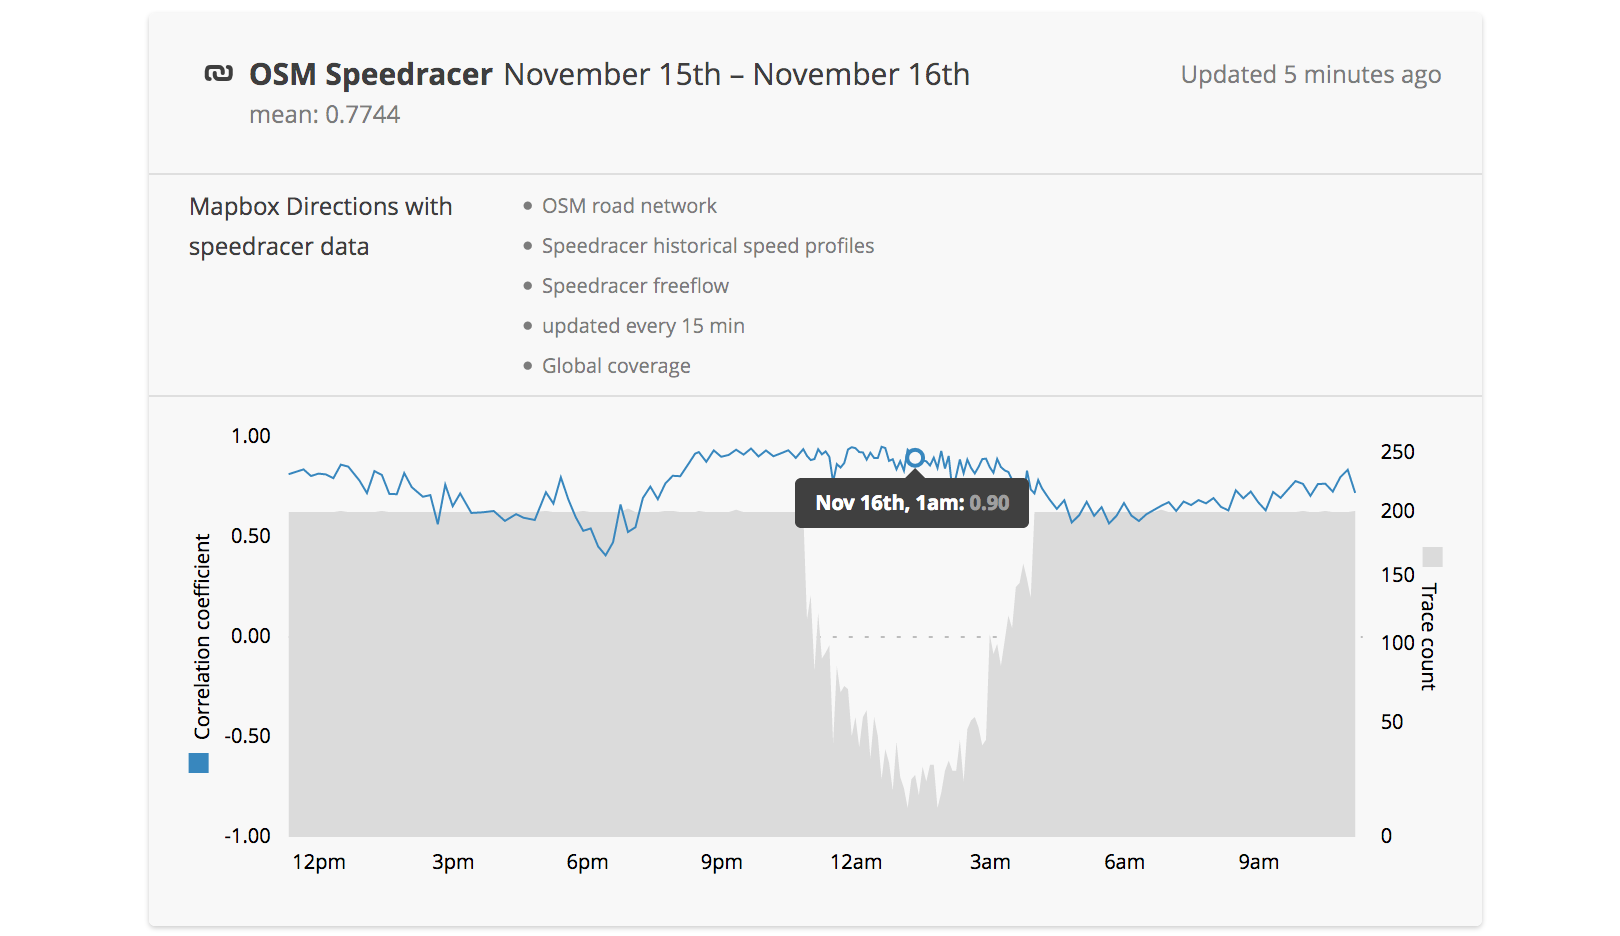 OSM Speedracer November 15th – November 16th
Updated 5 minutes ago
mean: 0.7744
Mapbox Directions with
speedracer data
• OSM road network
• Speedracer historical speed profiles
• Speedracer freeflow
• updated every 15 min
• Global coverage
Correlation coefficient
1.00
0.50
0.00
-0.50
-1.00
Nov 16th, 1am: 0.90
250
200
150
100
50
0
Trace count
12pm 3pm 6pm 9pm 12am 3am 6am 9am